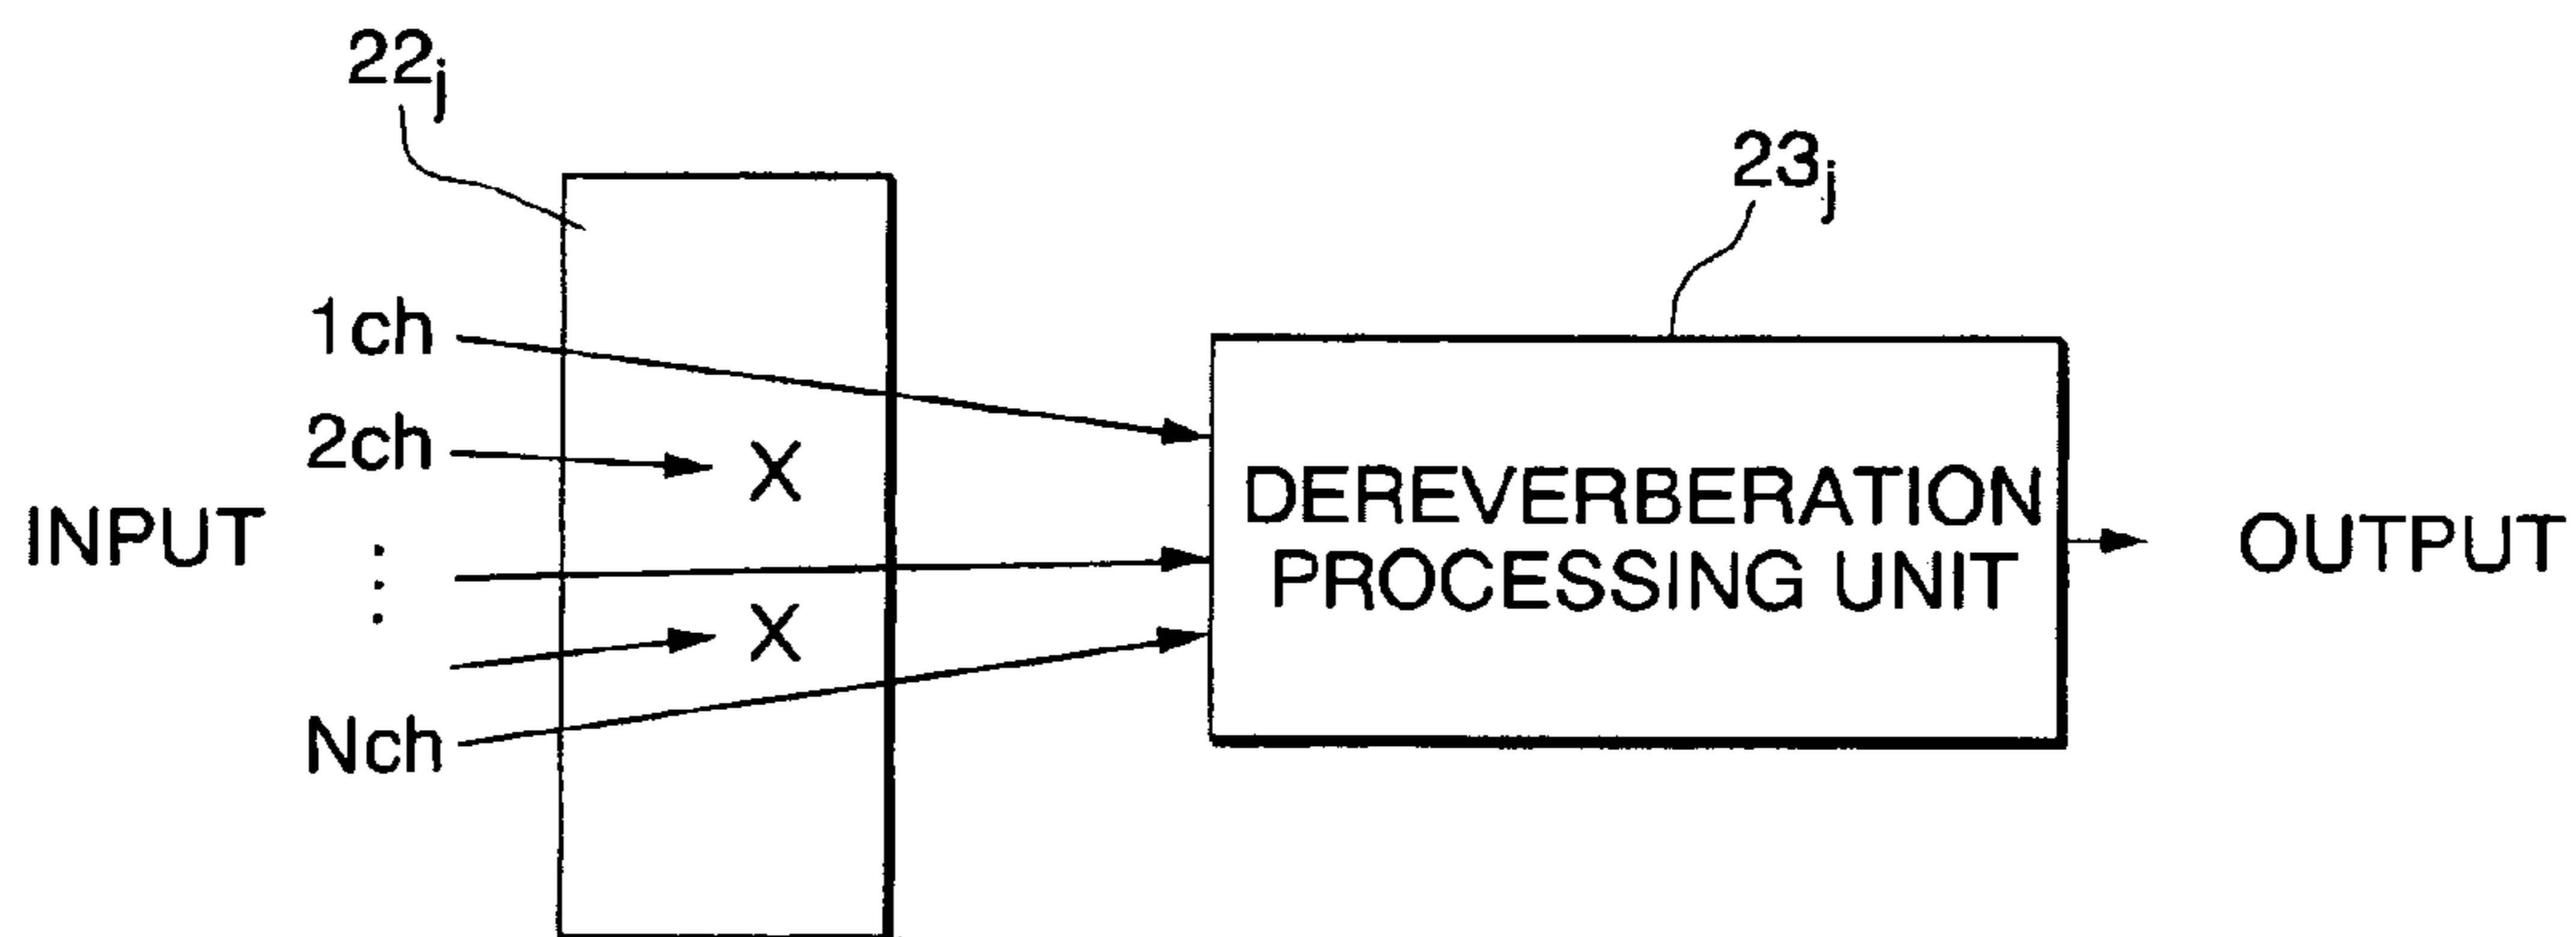 22j
23j
1ch
2ch
X
INPUT
⋮
X
Nch
DEREVERBERATION
PROCESSING UNIT
OUTPUT